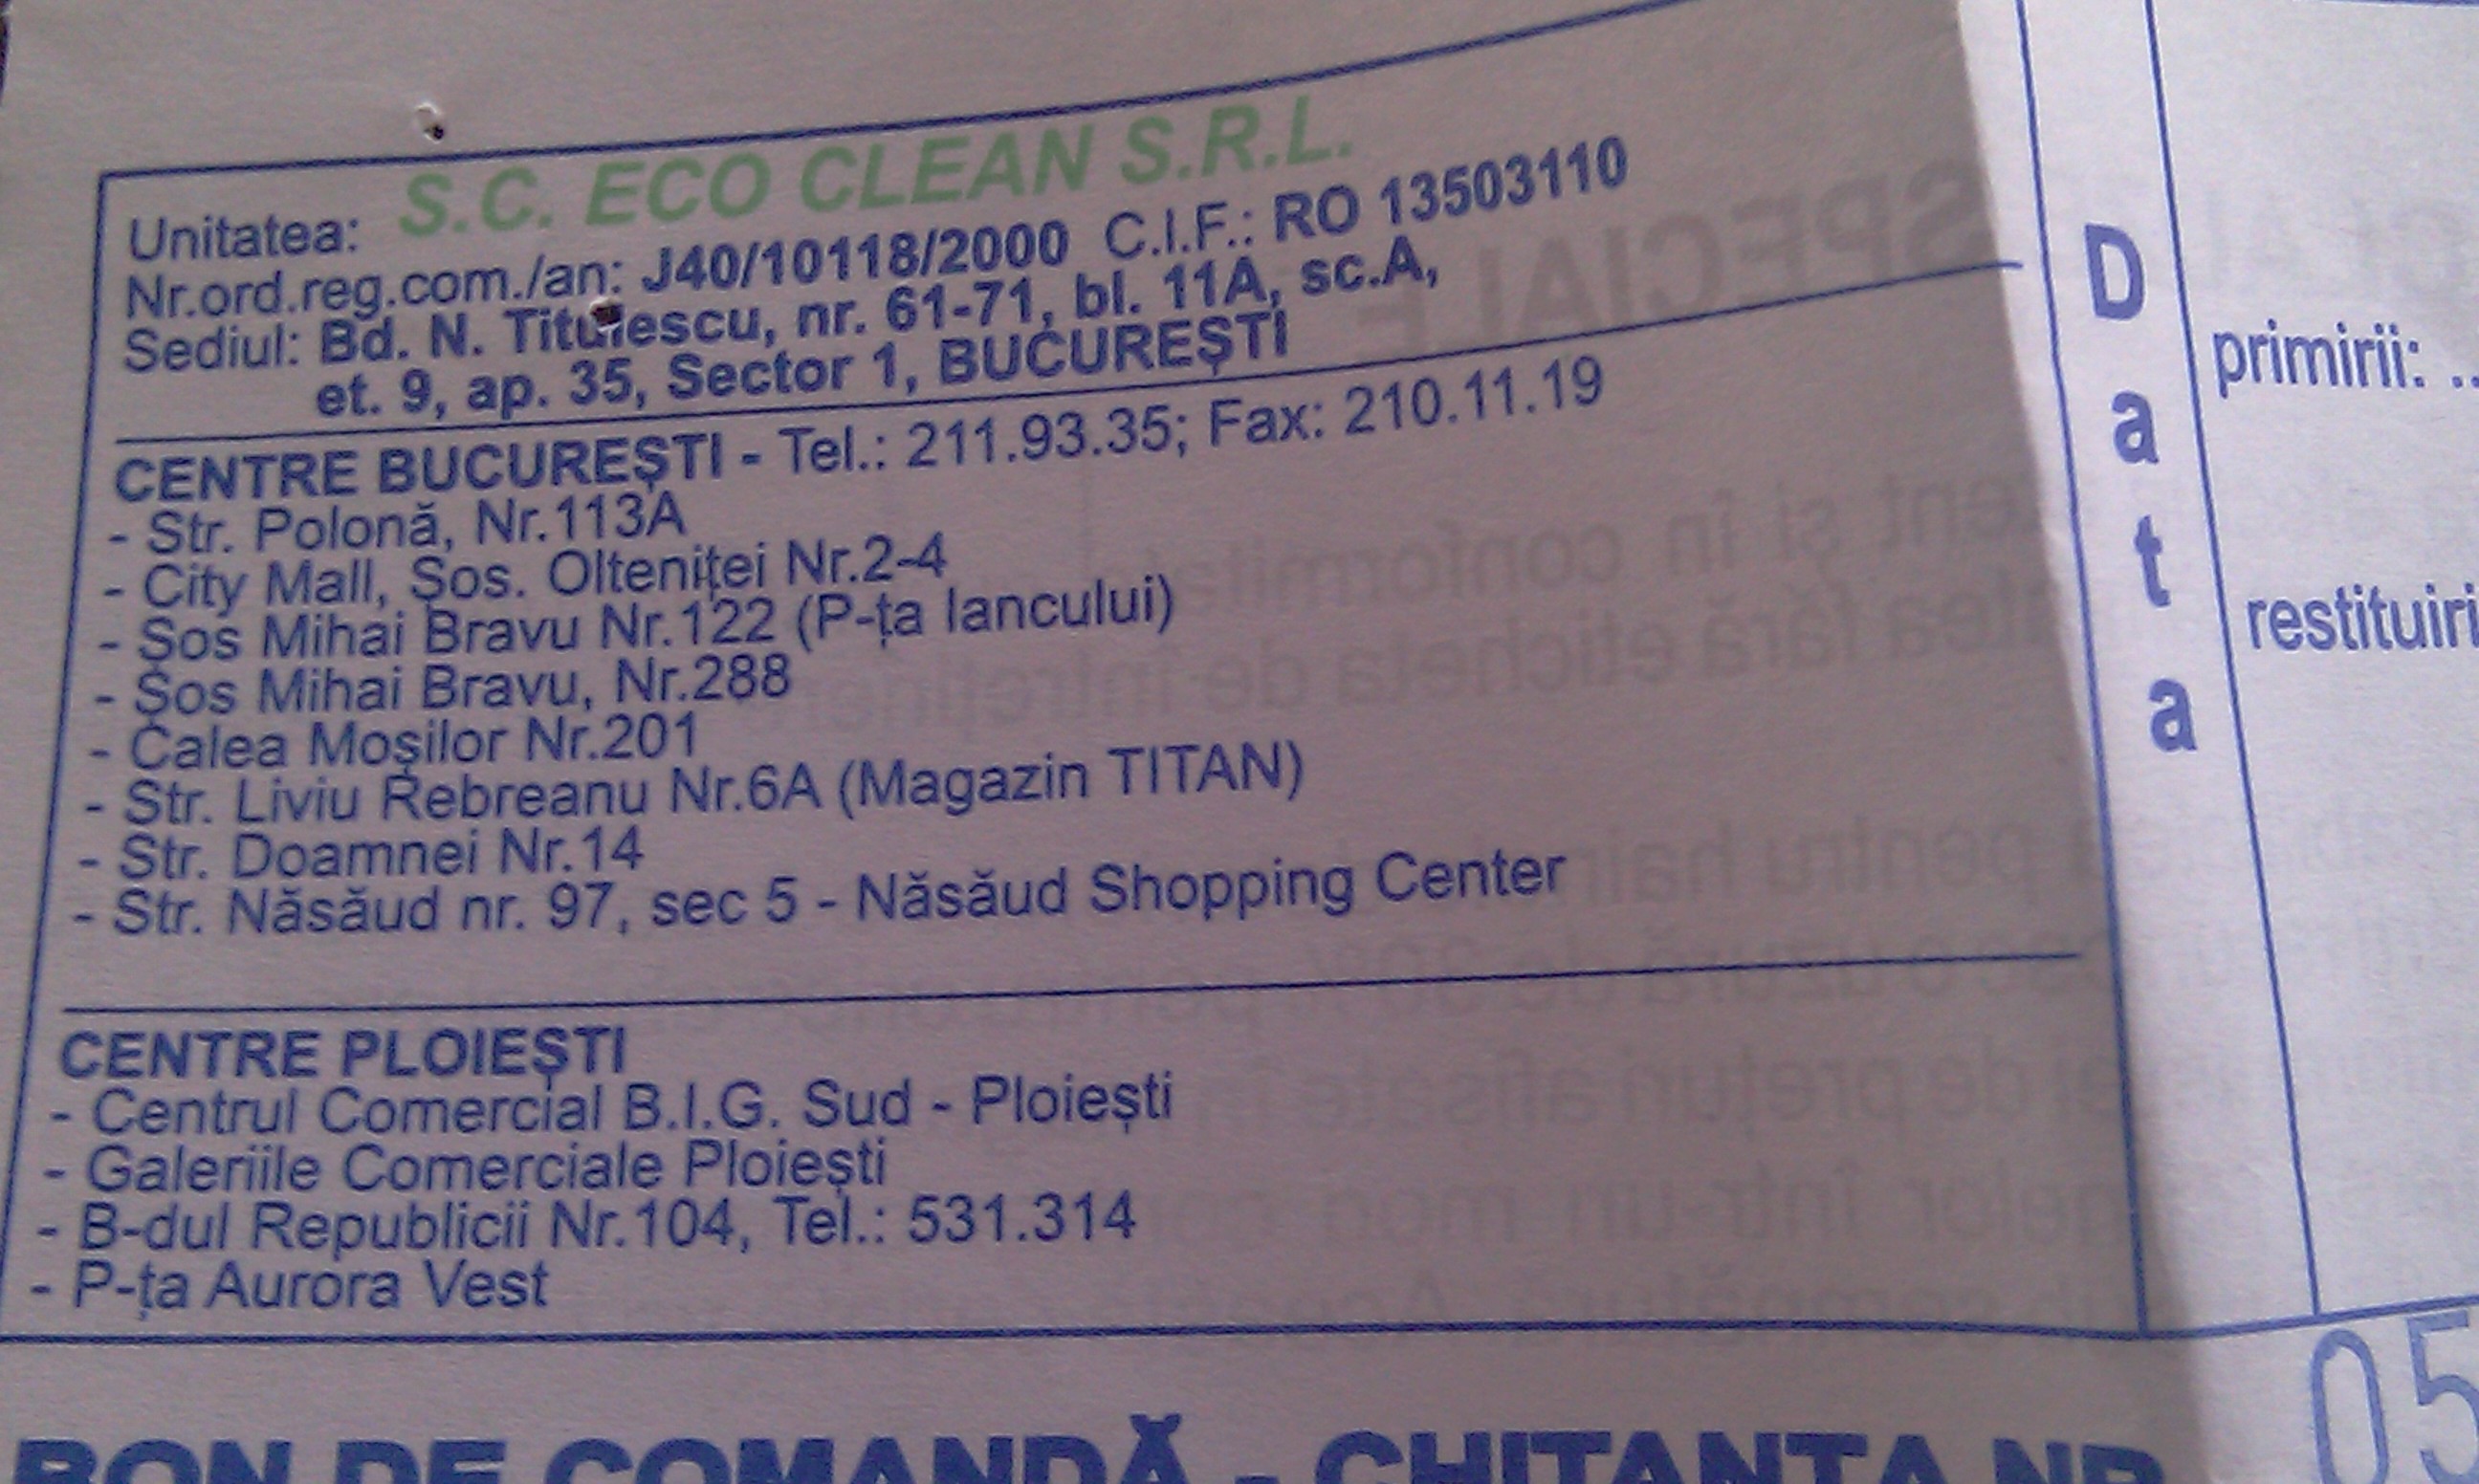 Unitatea: S.C. ECO CLEAN S.R.L.
Nr.ord.reg.com./an: J40/10118/2000 C.I.F.: RO 13503110
Sediul: Bd. N. Titulescu, nr. 61-71, bl. 11A, sc.A,
et. 9, ap. 35, Sector 1, BUCUREȘTI
CENTRE BUCUREȘTI - Tel.: 211.93.35; Fax: 210.11.19
- Str. Polonă, Nr.113A
- City Mall, Șos. Olteniței Nr.2-4
- Șos Mihai Bravu Nr.122 (P-ța Iancului)
- Șos Mihai Bravu, Nr.288
- Calea Moșilor Nr.201
- Str. Liviu Rebreanu Nr.6A (Magazin TITAN)
- Str. Doamnei Nr.14
- Str. Năsăud nr. 97, sec 5 - Năsăud Shopping Center
CENTRE PLOIEȘTI
- Centrul Comercial B.I.G. Sud - Ploiești
- Galeriile Comerciale Ploiești
- B-dul Republicii Nr.104, Tel.: 531.314
- P-ța Aurora Vest
Data
primirii: ..
restituiri
BON DE COMANDĂ - CHITANȚA NR
05